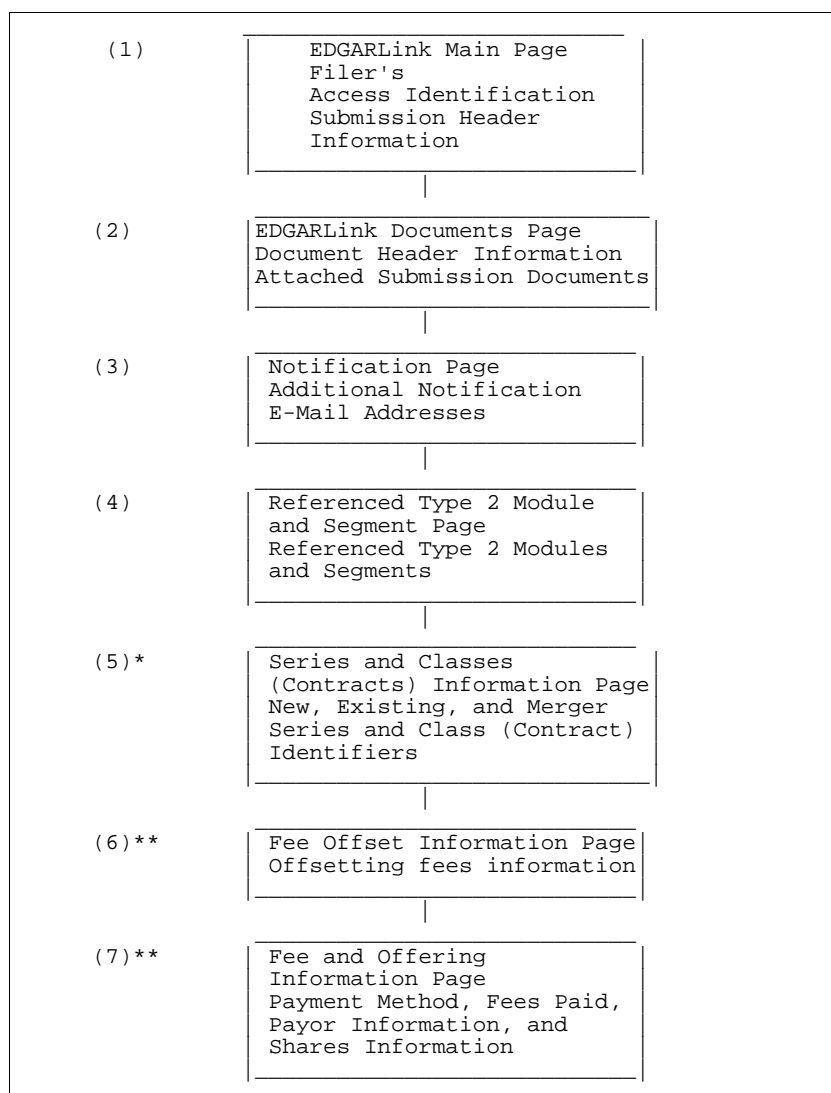 (1) EDGARLink Main Page
Filer's
Access Identification
Submission Header
Information
(2) EDGARLink Documents Page
Document Header Information
Attached Submission Documents
(3) Notification Page
Additional Notification
E-Mail Addresses
(4) Referenced Type 2 Module
and Segment Page
Referenced Type 2 Modules
and Segments
(5)* Series and Classes
(Contracts) Information Page
New, Existing, and Merger
Series and Class (Contract)
Identifiers
(6)** Fee Offset Information Page
Offsetting fees information
(7)** Fee and Offering
Information Page
Payment Method, Fees Paid,
Payor Information, and
Shares Information